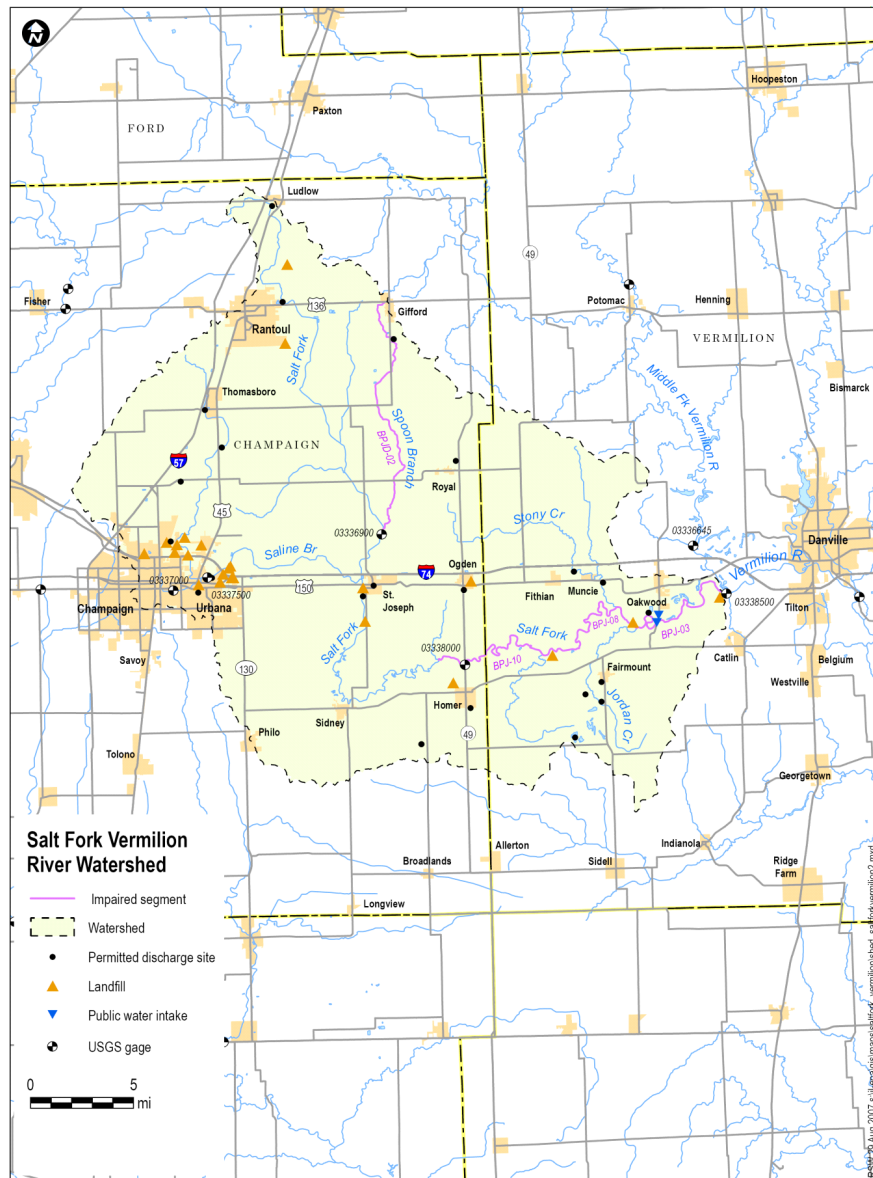 N
Hoopeston
Paxton
FORD
Ludlow
49
Fisher
136
Gifford
Potomac
Henning
Rantoul
VERMILION
Salt Fork
Middle Fk Vermilion R
Bismarck
Thomasboro
Spoon Branch
BPJD-02
CHAMPAIGN
57
Royal
45
Stony Cr
03336900
03336645
Danville
Saline Br
Ogden
74
Vermilion R
03337000
150
Fithian
Muncie
03337500
St.
Joseph
Oakwood
03338500
Champaign
Urbana
Tilton
BPJ-08
Salt Fork
BPJ-03
Salt Fork
03338000
Catlin
Savoy
BPJ-10
Belgium
130
Fairmount
Westville
Jordan Cr
Homer
Sidney
Philo
49
Tolono
Georgetown
Indianola
Salt Fork Vermilion
River Watershed
Allerton
Broadlands
Sidell
Ridge
Farm
Impaired segment
Longview
Watershed
Permitted discharge site
Landfill
Public water intake
USGS gage
0 5
mi